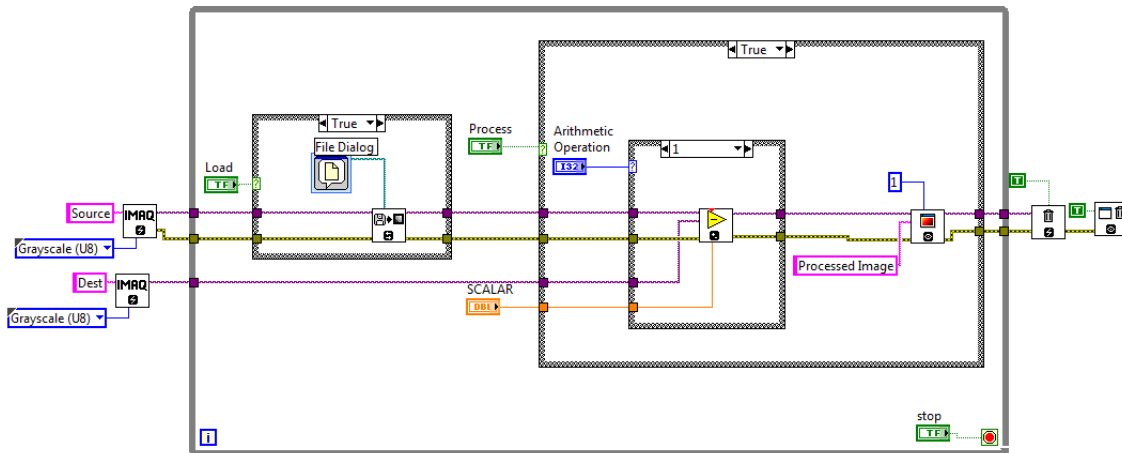 True
True
File Dialog
Load
TF
Process
TF
Arithmetic
Operation
I32
1
1
T
T
Source
IMAQ
Grayscale (U8)
Dest
IMAQ
Grayscale (U8)
SCALAR
DBL
Processed Image
i
stop
TF